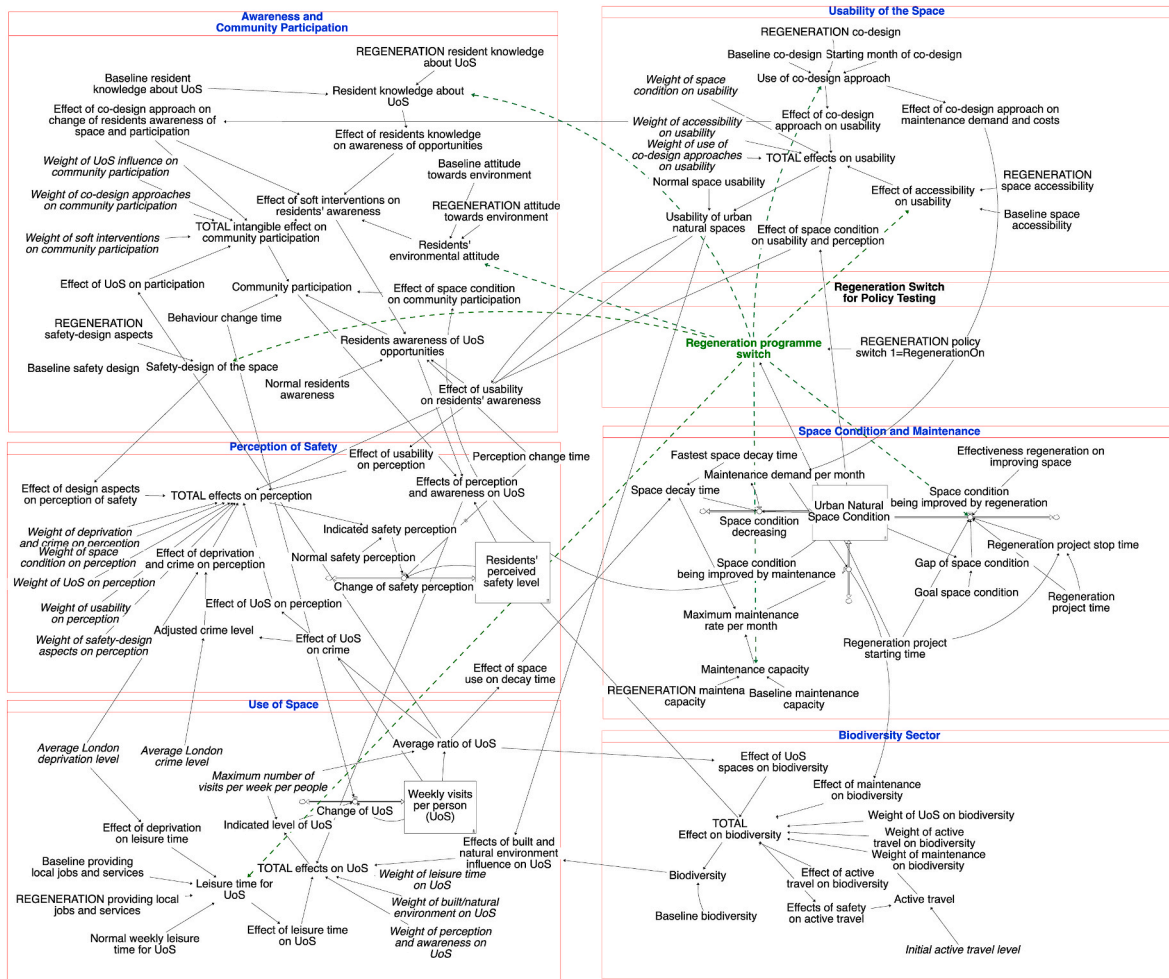 Awareness and
Community Participation
REGENERATION resident knowledge
about UoS
Baseline resident
knowledge about UoS
Resident knowledge about
UoS
Effect of co-design approach on
change of residents awareness of
space and participation
Effect of residents knowledge
on awareness of opportunities
Weight of UoS influence on
community participation
Baseline attitude
towards environment
Weight of co-design approaches
on community participation
Effect of soft interventions on
residents' awareness
REGENERATION attitude
towards environment
TOTAL intangible effect on
community participation
Weight of soft interventions
on community participation
Residents'
environmental attitude
Effect of UoS on participation
Community participation
Effect of space condition
on community participation
Behaviour change time
REGENERATION
safety-design aspects
Residents awareness of UoS
opportunities
Baseline safety design
Safety-design of the space
Normal residents
awareness
Effect of usability
on residents' awareness
Usability of the Space
REGENERATION co-design
Baseline co-design
Starting month of co-design
Weight of space
condition on usability
Use of co-design approach
Effect of co-design
approach on usability
Effect of co-design approach on
maintenance demand and costs
Weight of accessibility
on usability
Weight of use of
co-design approaches
on usability
TOTAL effects on usability
Normal space usability
Effect of accessibility
on usability
REGENERATION
space accessibility
Usability of urban
natural spaces
Baseline space
accessibility
Effect of space condition
on usability and perception
Regeneration Switch
for Policy Testing
Regeneration programme
switch
REGENERATION policy
switch 1=RegenerationOn
Perception of Safety
Effect of usability
on perception
Perception change time
Effect of design aspects
on perception of safety
TOTAL effects on perception
Effects of perception
and awareness on UoS
Weight of deprivation
and crime on perception
Weight of space
condition on perception
Indicated safety perception
Effect of deprivation
and crime on perception
Normal safety perception
Residents'
perceived
safety level
Weight of UoS on perception
Change of safety perception
Weight of usability
on perception
Effect of UoS on perception
Adjusted crime level
Effect of UoS
on crime
Weight of safety-design
aspects on perception
Effect of space
use on decay time
Space Condition and Maintenance
Fastest space decay time
Effectiveness regeneration on
improving space
Maintenance demand per month
Space decay time
Urban Natural
Space Condition
Space condition
being improved by regeneration
Space condition
decreasing
Regeneration project stop time
Space condition
being improved by maintenance
Gap of space condition
Goal space condition
Regeneration
project time
Maximum maintenance
rate per month
Regeneration project
starting time
Maintenance capacity
REGENERATION maintena
capacity
Baseline maintenance
capacity
Use of Space
Average London
deprivation level
Average London
crime level
Average ratio of UoS
Maximum number of
visits per week per people
Weekly visits
per person
(UoS)
Change of UoS
Indicated level of UoS
Effect of deprivation
on leisure time
Effects of built and
natural environment
influence on UoS
Baseline providing
local jobs and services
TOTAL effects on UoS
Weight of leisure time
on UoS
Leisure time for
UoS
REGENERATION providing local
jobs and services
Weight of built/natural
environment on UoS
Normal weekly leisure
time for UoS
Effect of leisure time
on UoS
Weight of perception
and awareness on
UoS
Biodiversity Sector
Effect of UoS
spaces on biodiversity
Effect of maintenance
on biodiversity
TOTAL
Effect on biodiversity
Weight of UoS on biodiversity
Weight of active
travel on biodiversity
Weight of maintenance
on biodiversity
Biodiversity
Effect of active
travel on biodiversity
Active travel
Baseline biodiversity
Effects of safety
on active travel
Initial active travel level